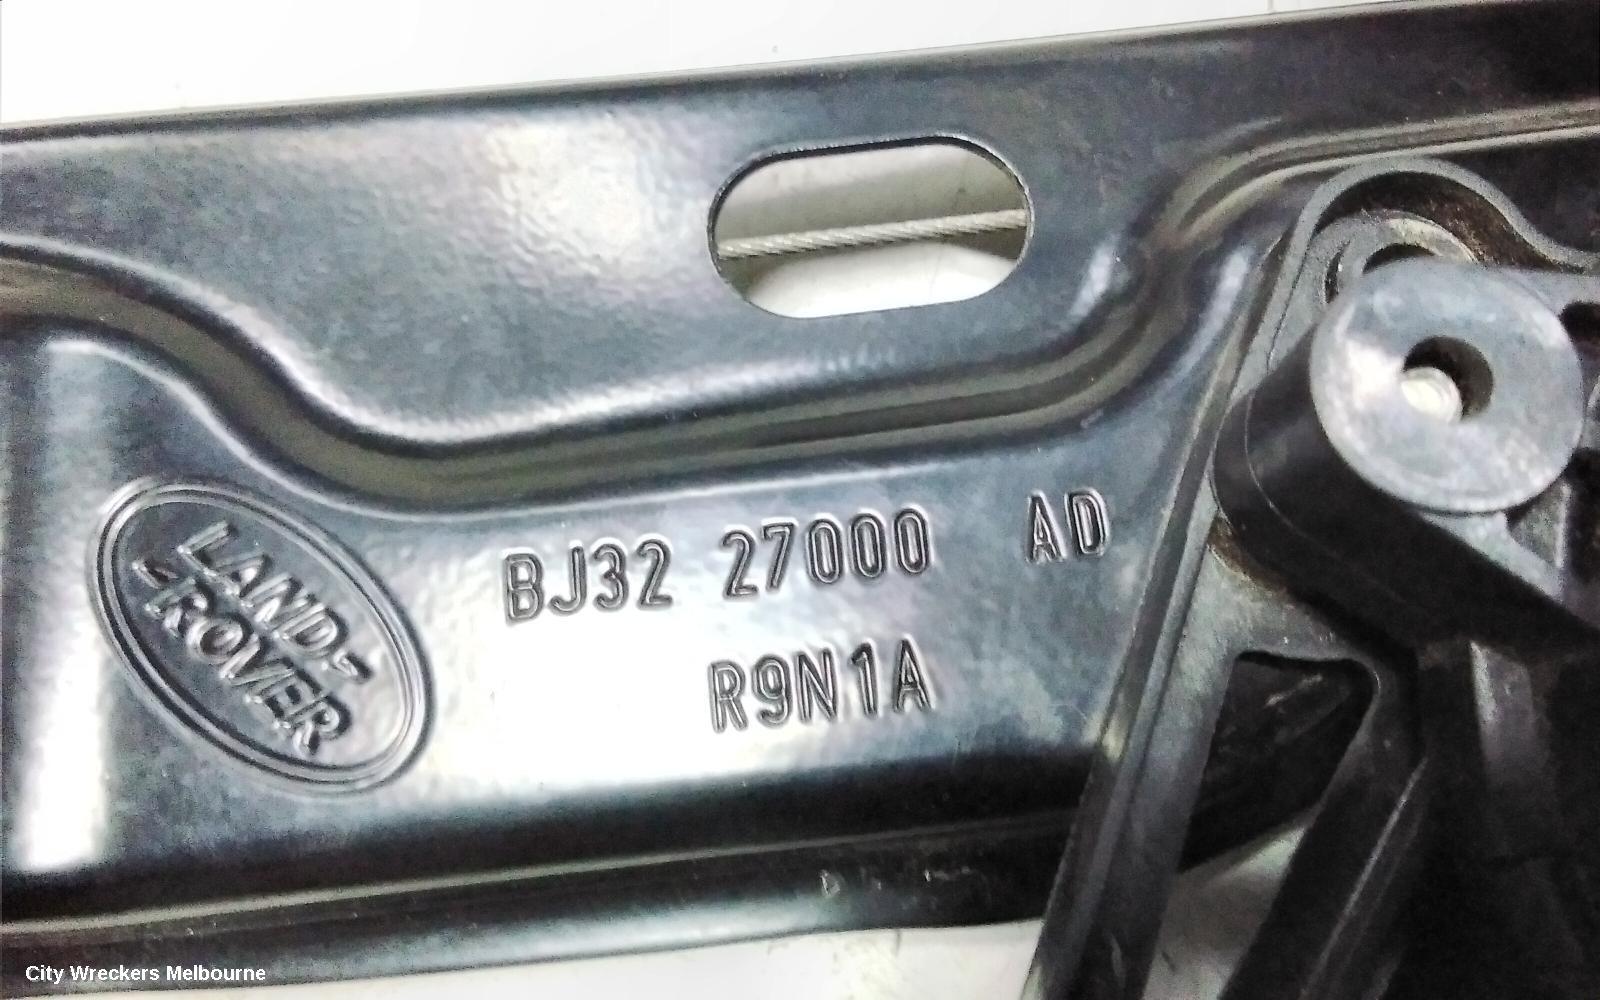 BJ32 27000 AD
R9N1A
LAND-
-ROVER
City Wreckers Melbourne